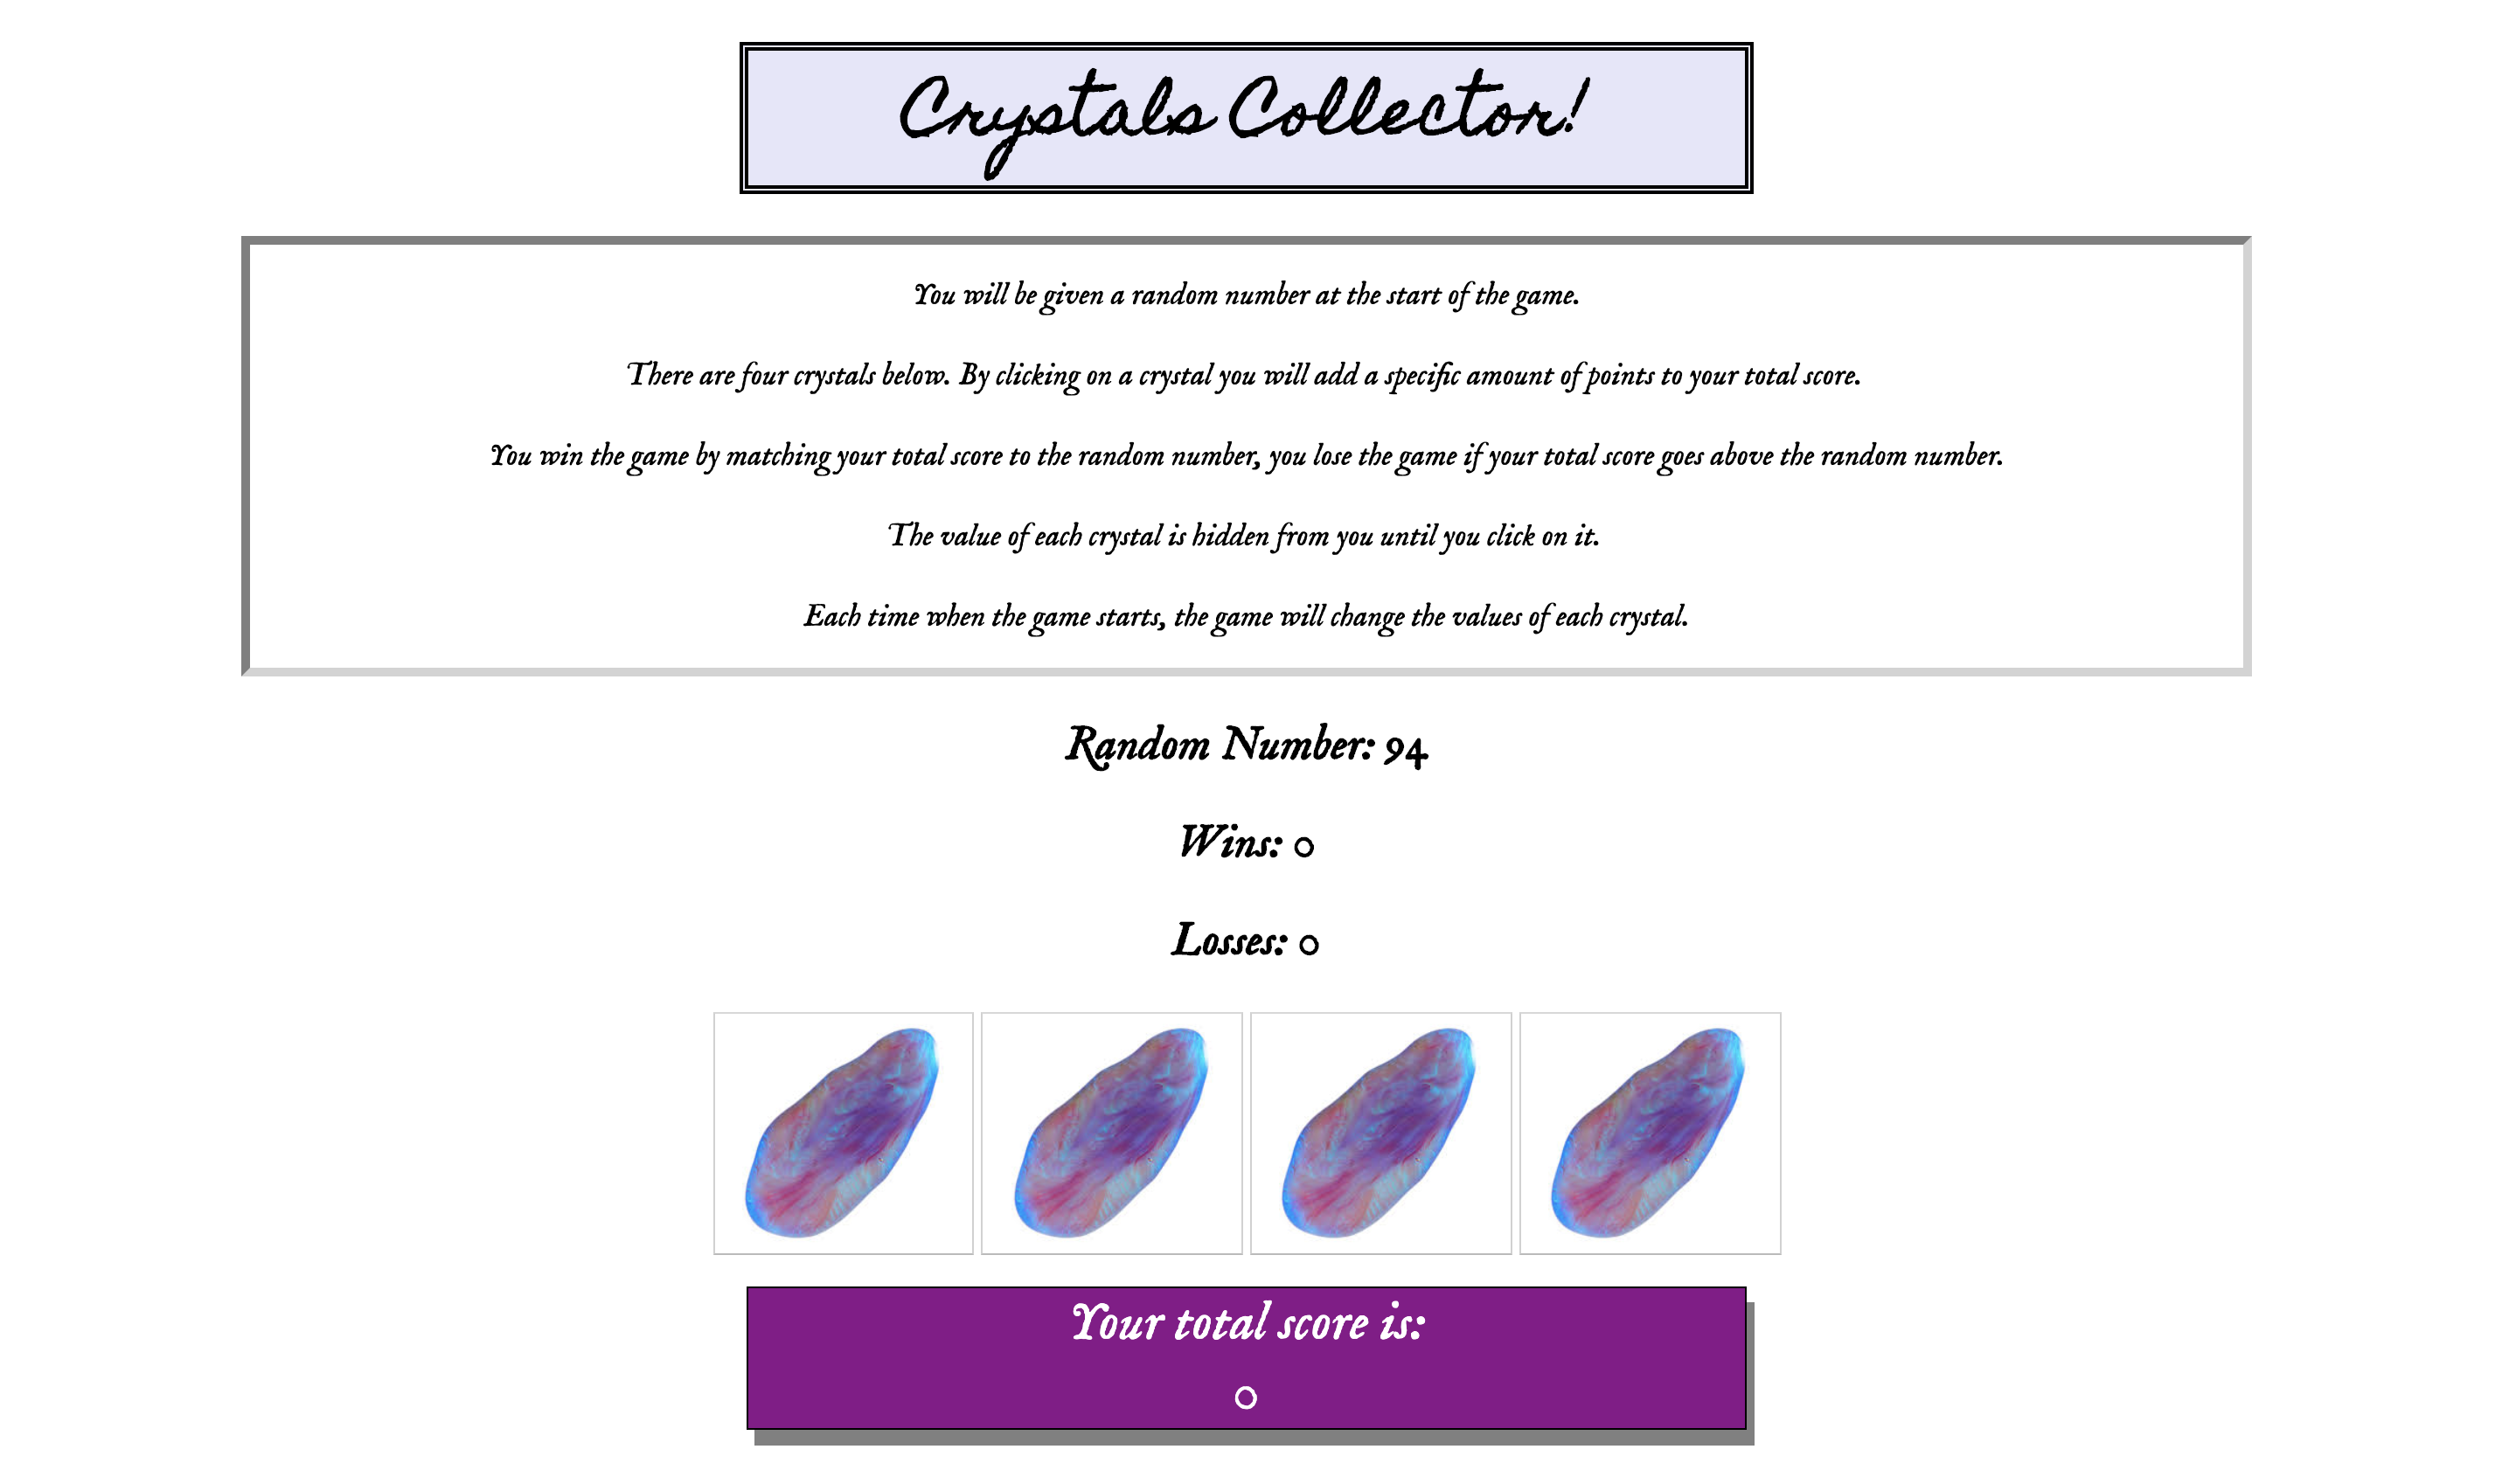 Crystals Collector!
You will be given a random number at the start of the game.
There are four crystals below. By clicking on a crystal you will add a specific amount of points to your total score.
You win the game by matching your total score to the random number, you lose the game if your total score goes above the random number.
The value of each crystal is hidden from you until you click on it.
Each time when the game starts, the game will change the values of each crystal.
Random Number: 94
Wins: 0
Losses: 0
Your total score is:
0